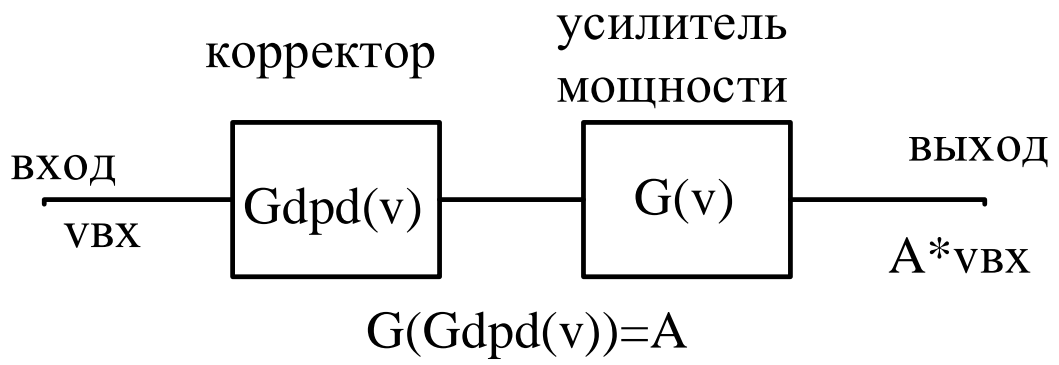 корректор
усилитель
мощности
вход
vвх
Gdpd(v)
G(v)
выход
A*vвх
G(Gdpd(v))=A